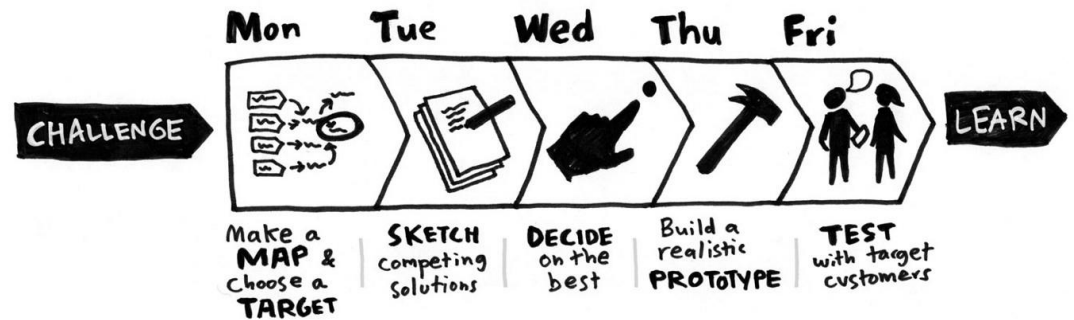 Mon
Tue
Wed
Thu
Fri
CHALLENGE
LEARN
Make a
MAP &
choose a
TARGET
SKETCH
competing
solutions
DECIDE
on the
best
Build a
realistic
PROTOTYPE
TEST
with target
customers